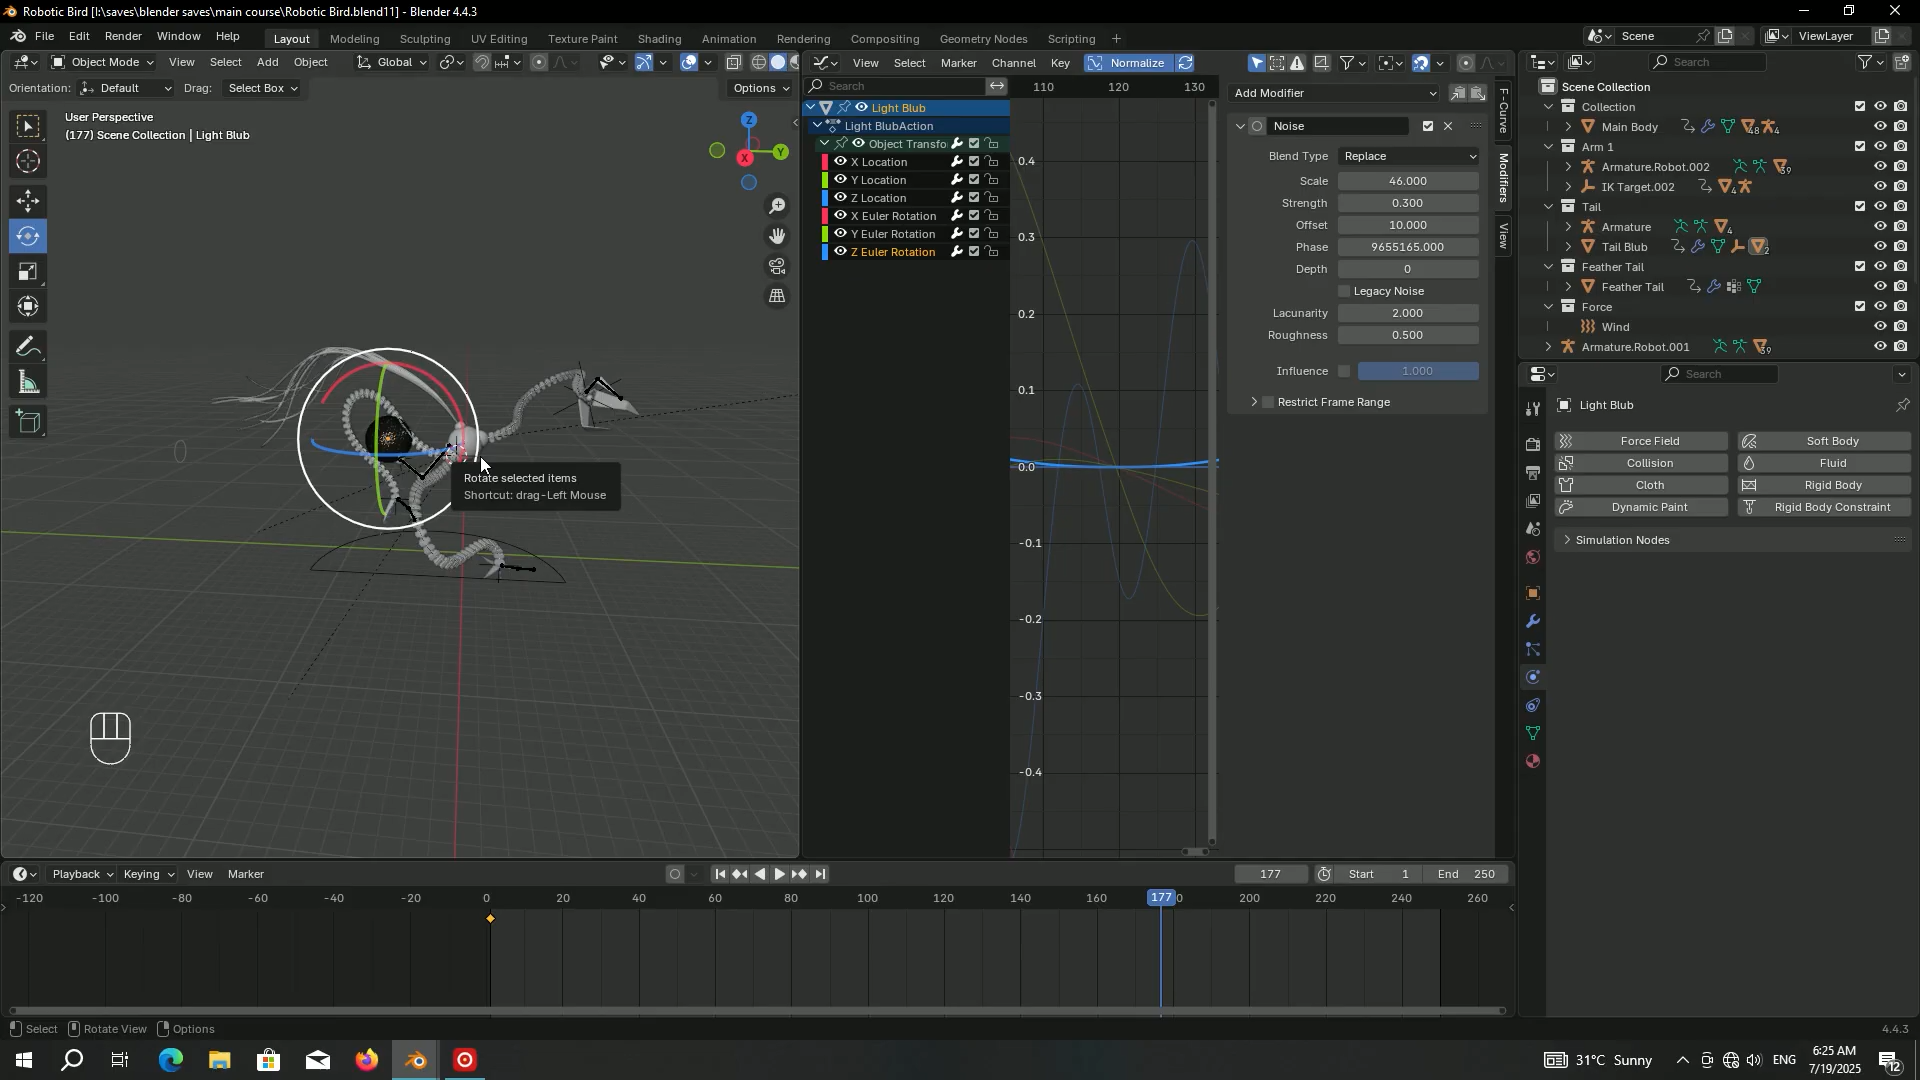 Robotic Bird [I:\saves\blender saves\main course\Robotic Bird.blend11] - Blender 4.4.3
File Edit Render Window Help Layout Modeling Sculpting UV Editing Texture Paint Shading Animation Rendering Compositing Geometry Nodes Scripting + Scene ViewLayer
Object Mode View Select Add Object Global
View Select Marker Channel Key Normalize
Search
Orientation: Default Drag: Select Box Options
Search
110 120 130
User Perspective
(177) Scene Collection | Light Blub
Z
Y
X
Light Blub
Light BlubAction
Object Transfo
X Location
Y Location
Z Location
X Euler Rotation
Y Euler Rotation
Z Euler Rotation
0.4
0.3
0.2
0.1
0.0
-0.1
-0.2
-0.3
-0.4
Add Modifier
Noise
Blend Type Replace
Scale 46.000
Strength 0.300
Offset 10.000
Phase 9655165.000
Depth 0
Legacy Noise
Lacunarity 2.000
Roughness 0.500
Influence 1.000
Restrict Frame Range
F-Curve
Modifiers
View
Scene Collection
Collection
Main Body 48 4
Arm 1
Armature.Robot.002 39
IK Target.002 4
Tail
Armature 4
Tail Blub 2
Feather Tail
Feather Tail
Force
Wind
Armature.Robot.001 39
Search
Light Blub
Force Field Soft Body
Collision Fluid
Cloth Rigid Body
Dynamic Paint Rigid Body Constraint
Simulation Nodes
Rotate selected items
Shortcut: drag-Left Mouse
Playback Keying View Marker 177 Start 1 End 250
-120 -100 -80 -60 -40 -20 0 20 40 60 80 100 120 140 160 177 0 200 220 240 260
Select Rotate View Options 4.4.3
31°C Sunny ENG 6:25 AM
7/19/2025 12